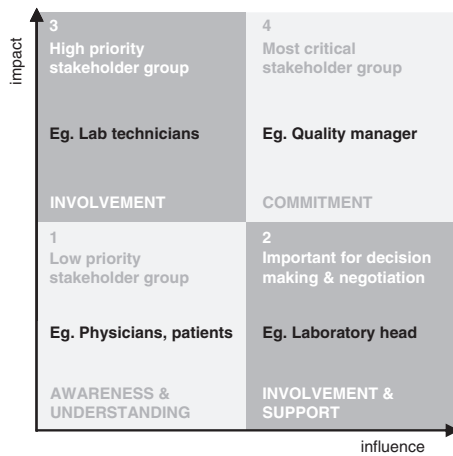 impact
3
High priority
stakeholder group
Eg. Lab technicians
INVOLVEMENT
4
Most critical
stakeholder group
Eg. Quality manager
COMMITMENT
1
Low priority
stakeholder group
Eg. Physicians, patients
AWARENESS &
UNDERSTANDING
2
Important for decision
making & negotiation
Eg. Laboratory head
INVOLVEMENT &
SUPPORT
influence